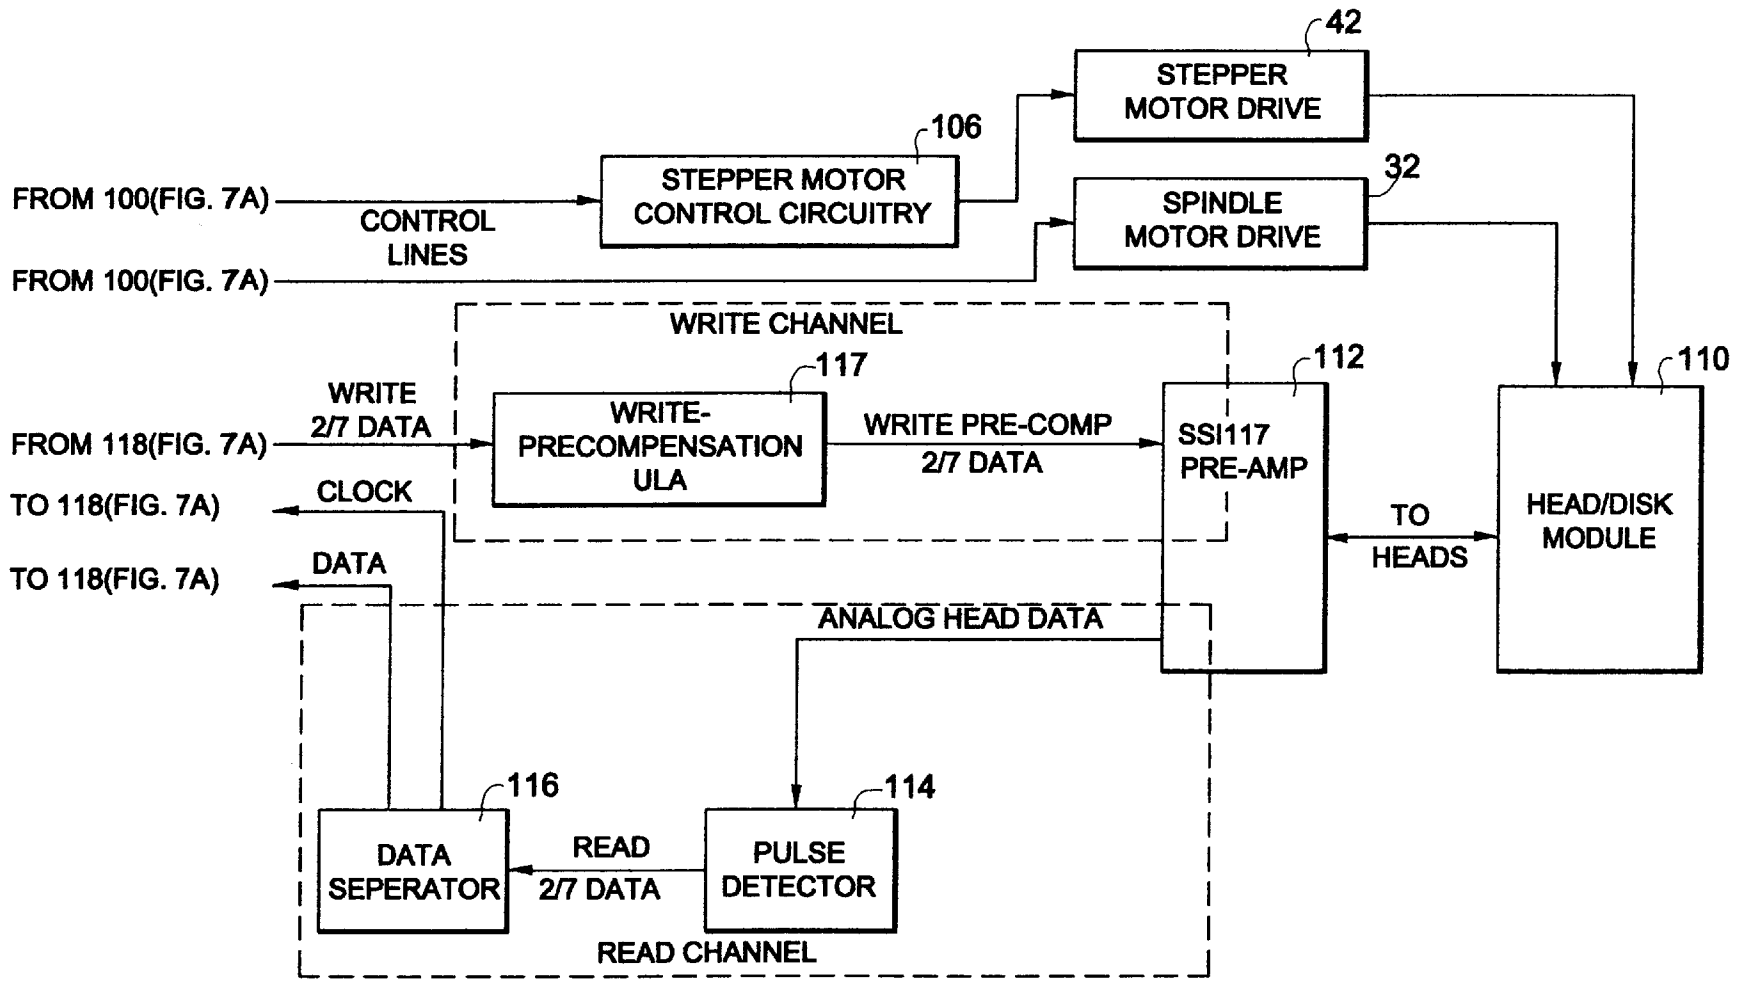 42
STEPPER
MOTOR DRIVE
106
STEPPER MOTOR
CONTROL CIRCUITRY
FROM 100(FIG. 7A)
CONTROL
LINES
32
SPINDLE
MOTOR DRIVE
FROM 100(FIG. 7A)
WRITE CHANNEL
117
112
110
WRITE
2/7 DATA
FROM 118(FIG. 7A)
WRITE-
PRECOMPENSATION
ULA
WRITE PRE-COMP
2/7 DATA
SSI117
PRE-AMP
TO
HEADS
HEAD/DISK
MODULE
CLOCK
TO 118(FIG. 7A)
DATA
TO 118(FIG. 7A)
ANALOG HEAD DATA
116
114
DATA
SEPERATOR
READ
2/7 DATA
PULSE
DETECTOR
READ CHANNEL